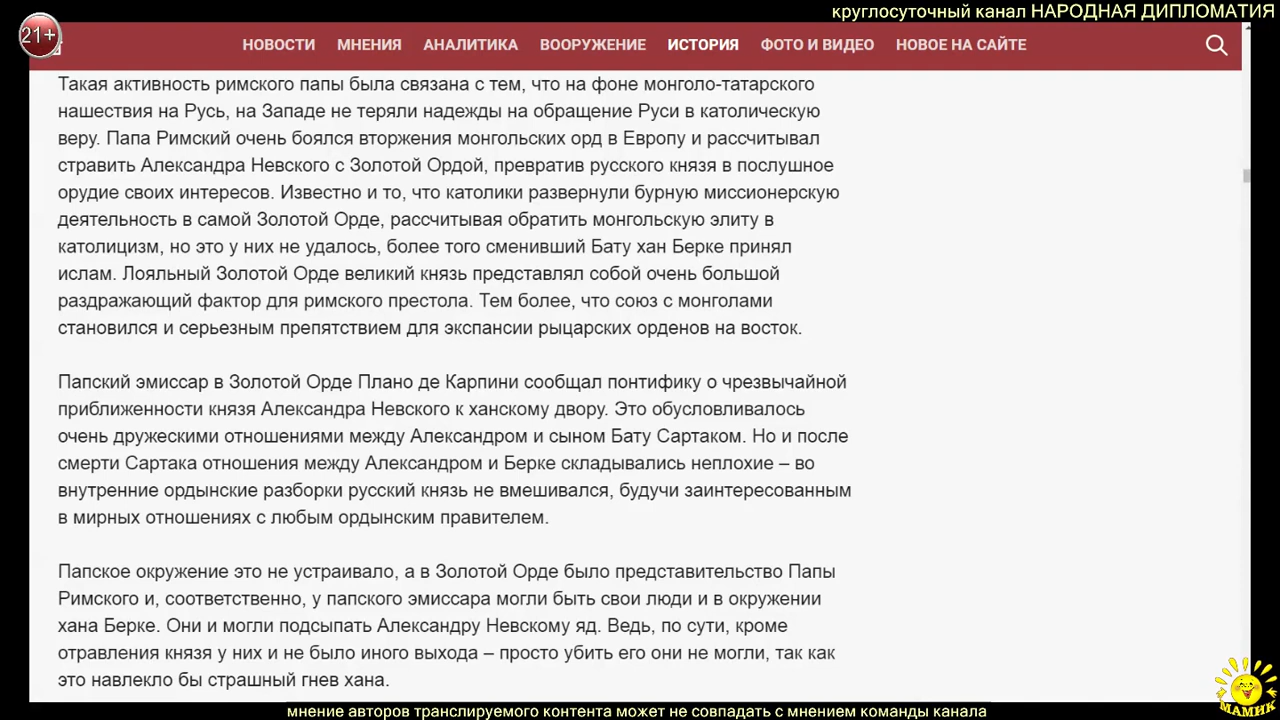 круглосуточный канал НАРОДНАЯ ДИПЛОМАТИЯ
21+
НОВОСТИ МНЕНИЯ АНАЛИТИКА ВООРУЖЕНИЕ ИСТОРИЯ ФОТО И ВИДЕО НОВОЕ НА САЙТЕ
Такая активность римского папы была связана с тем, что на фоне монголо-татарского
нашествия на Русь, на Западе не теряли надежды на обращение Руси в католическую
веру. Папа Римский очень боялся вторжения монгольских орд в Европу и рассчитывал
стравить Александра Невского с Золотой Ордой, превратив русского князя в послушное
орудие своих интересов. Известно и то, что католики развернули бурную миссионерскую
деятельность в самой Золотой Орде, рассчитывая обратить монгольскую элиту в
католицизм, но это у них не удалось, более того сменивший Бату хан Берке принял
ислам. Лояльный Золотой Орде великий князь представлял собой очень большой
раздражающий фактор для римского престола. Тем более, что союз с монголами
становился и серьезным препятствием для экспансии рыцарских орденов на восток.
Папский эмиссар в Золотой Орде Плано де Карпини сообщал понтифику о чрезвычайной
приближенности князя Александра Невского к ханскому двору. Это обусловливалось
очень дружескими отношениями между Александром и сыном Бату Сартаком. Но и после
смерти Сартака отношения между Александром и Берке складывались неплохие – во
внутренние ордынские разборки русский князь не вмешивался, будучи заинтересованным
в мирных отношениях с любым ордынским правителем.
Папское окружение это не устраивало, а в Золотой Орде было представительство Папы
Римского и, соответственно, у папского эмиссара могли быть свои люди и в окружении
хана Берке. Они и могли подсыпать Александру Невскому яд. Ведь, по сути, кроме
отравления князя у них и не было иного выхода – просто убить его они не могли, так как
это навлекло бы страшный гнев хана.
МАМИК
мнение авторов транслируемого контента может не совпадать с мнением команды канала